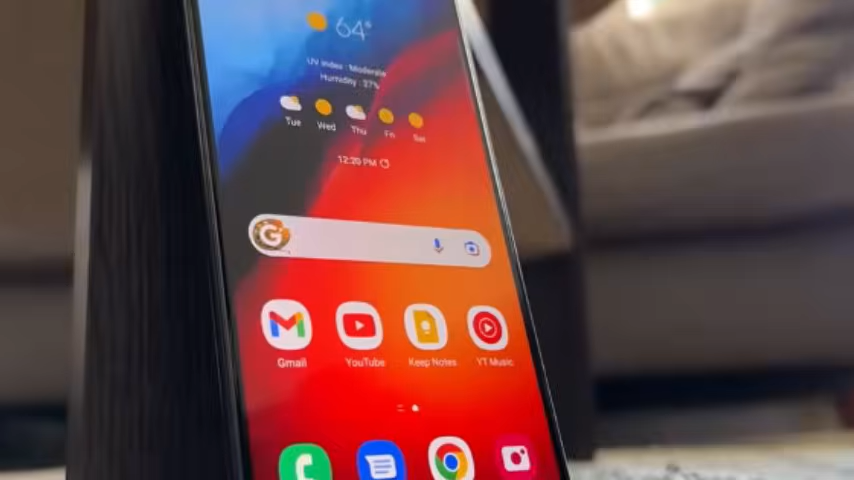 64°
UV index : Moderate
Humidity : 27%
Tue Wed Thu Fri Sat
12:20 PM
G
Gmail YouTube Keep Notes YT Music